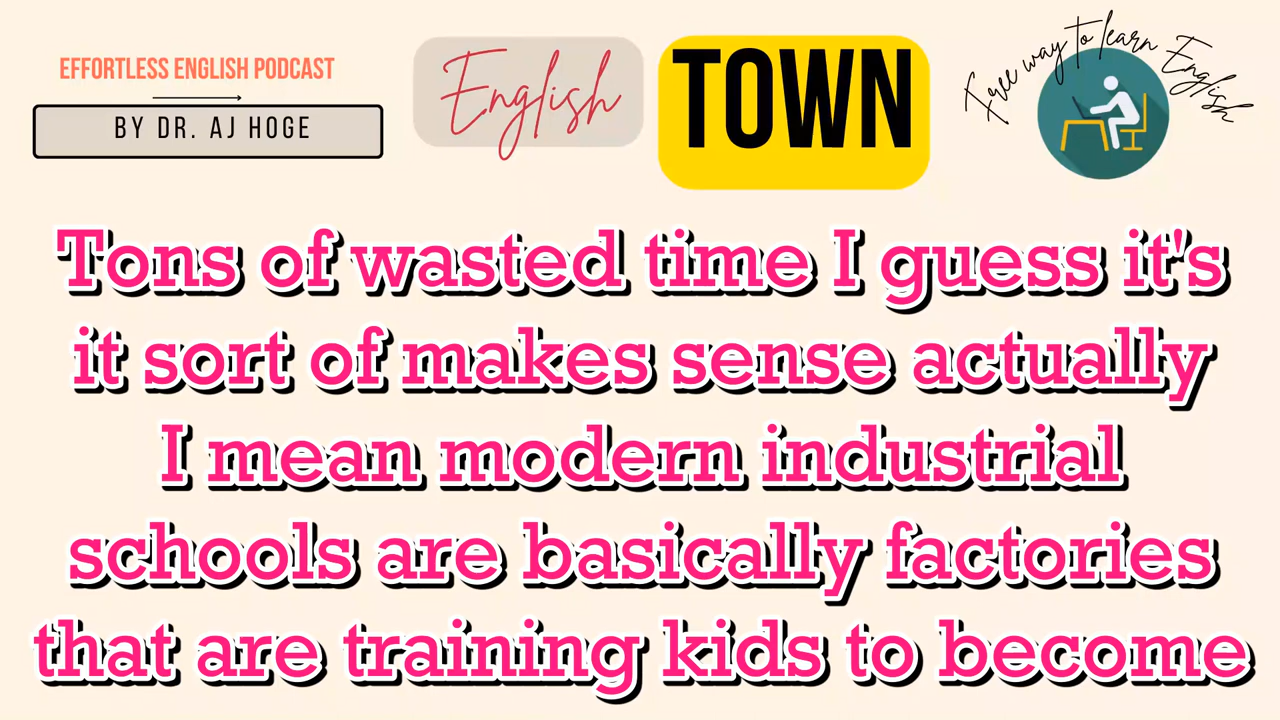 EFFORTLESS ENGLISH PODCAST
BY DR. AJ HOGE
English
TOWN
Free way to learn English
Tons of wasted time I guess it's
it sort of makes sense actually
I mean modern industrial
schools are basically factories
that are training kids to become